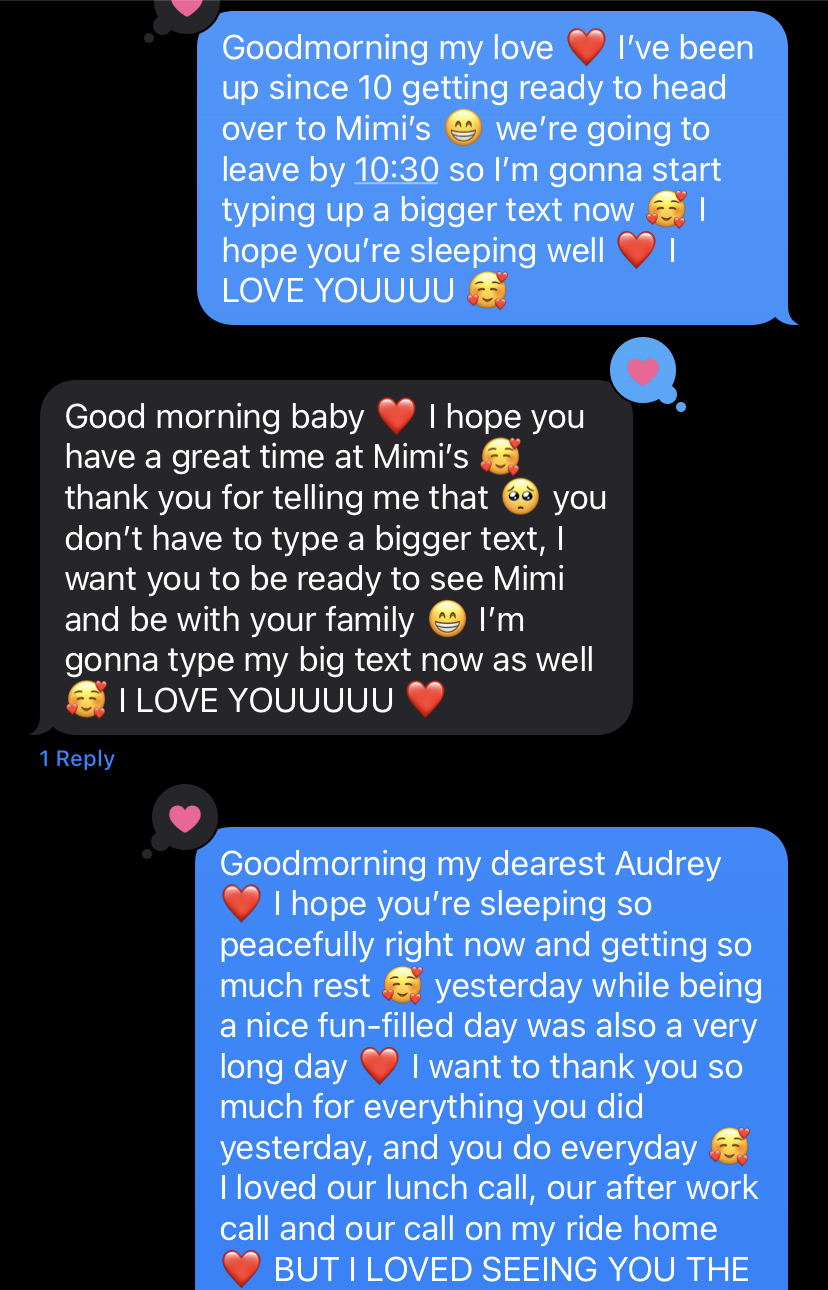 Goodmorning my love ❤️ I’ve been
up since 10 getting ready to head
over to Mimi’s 😁 we’re going to
leave by 10:30 so I’m gonna start
typing up a bigger text now 🥰 I
hope you’re sleeping well ❤️ I
LOVE YOUUUU 🥰
Good morning baby ❤️ I hope you
have a great time at Mimi’s 🥰
thank you for telling me that 🥺 you
don’t have to type a bigger text, I
want you to be ready to see Mimi
and be with your family 😁 I’m
gonna type my big text now as well
🥰 I LOVE YOUUUUU ❤️
1 Reply
Goodmorning my dearest Audrey
❤️ I hope you’re sleeping so
peacefully right now and getting so
much rest 🥰 yesterday while being
a nice fun-filled day was also a very
long day ❤️ I want to thank you so
much for everything you did
yesterday, and you do everyday 🥰
I loved our lunch call, our after work
call and our call on my ride home
❤️ BUT I LOVED SEEING YOU THE